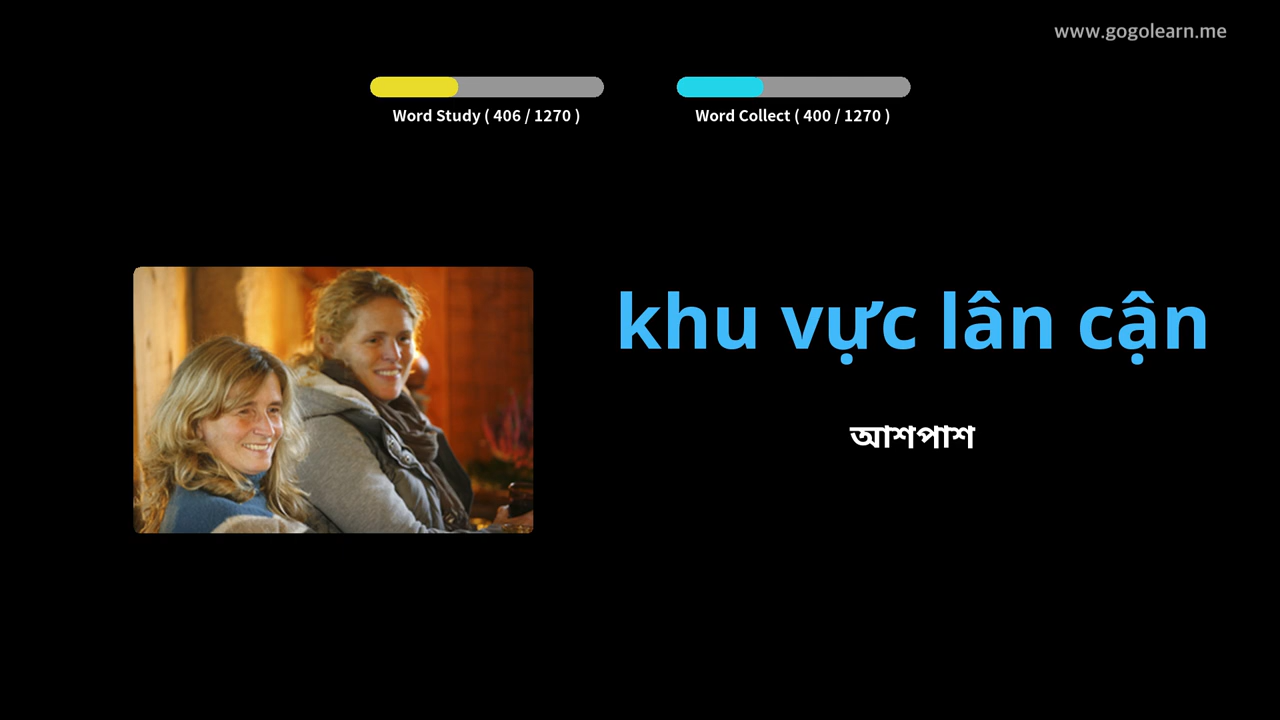 www.gogolearn.me
Word Study ( 406 / 1270 )
Word Collect ( 400 / 1270 )
khu vực lân cận
আশপাশ